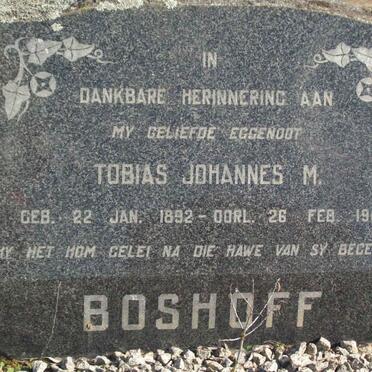 IN
DANKBARE HERINNERING AAN
MY GELIEFDE EGGENOOT
TOBIAS JOHANNES M.
GEB. 22 JAN. 1892 - OORL. 26 FEB.
HET HOM GELEI NA DIE HAWE VAN SY
BOSHOFF